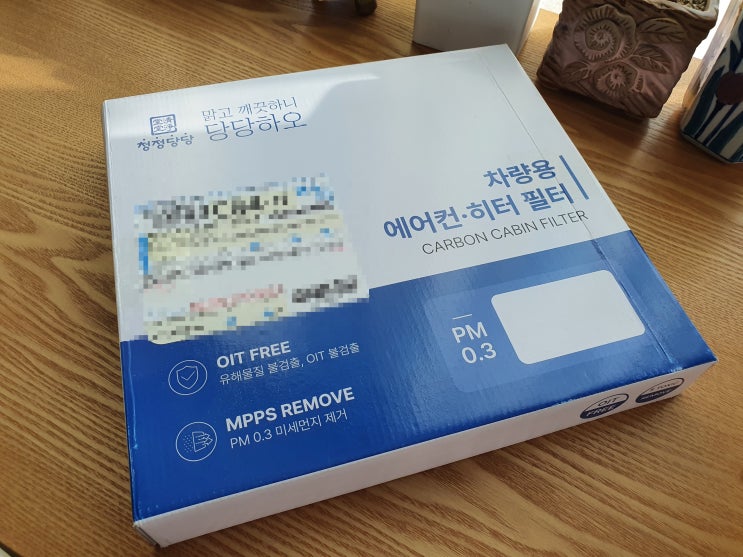 맑고 깨끗하니
당당하오
청정당당
차량용
에어컨·히터 필터
CARBON CABIN FILTER
PM
0.3
OIT FREE
유해물질 불검출, OIT 불검출
MPPS REMOVE
PM 0.3 미세먼지 제거
OIT
FREE